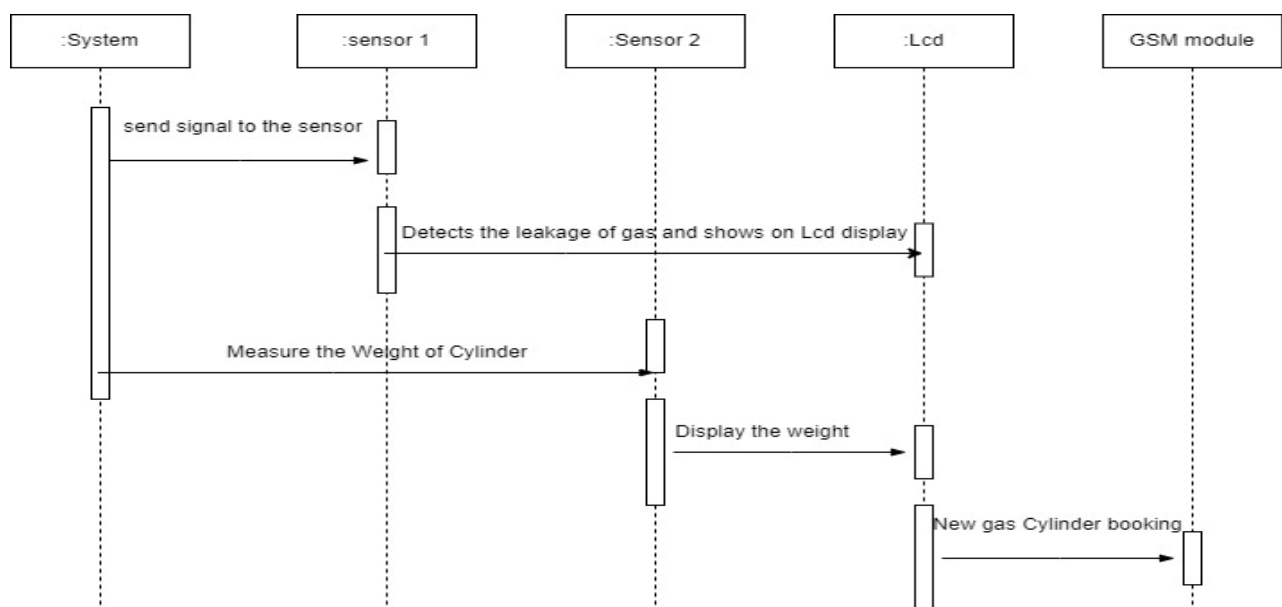 :System
:sensor 1
:Sensor 2
:Lcd
GSM module
send signal to the sensor
Detects the leakage of gas and shows on Lcd display
Measure the Weight of Cylinder
Display the weight
New gas Cylinder booking